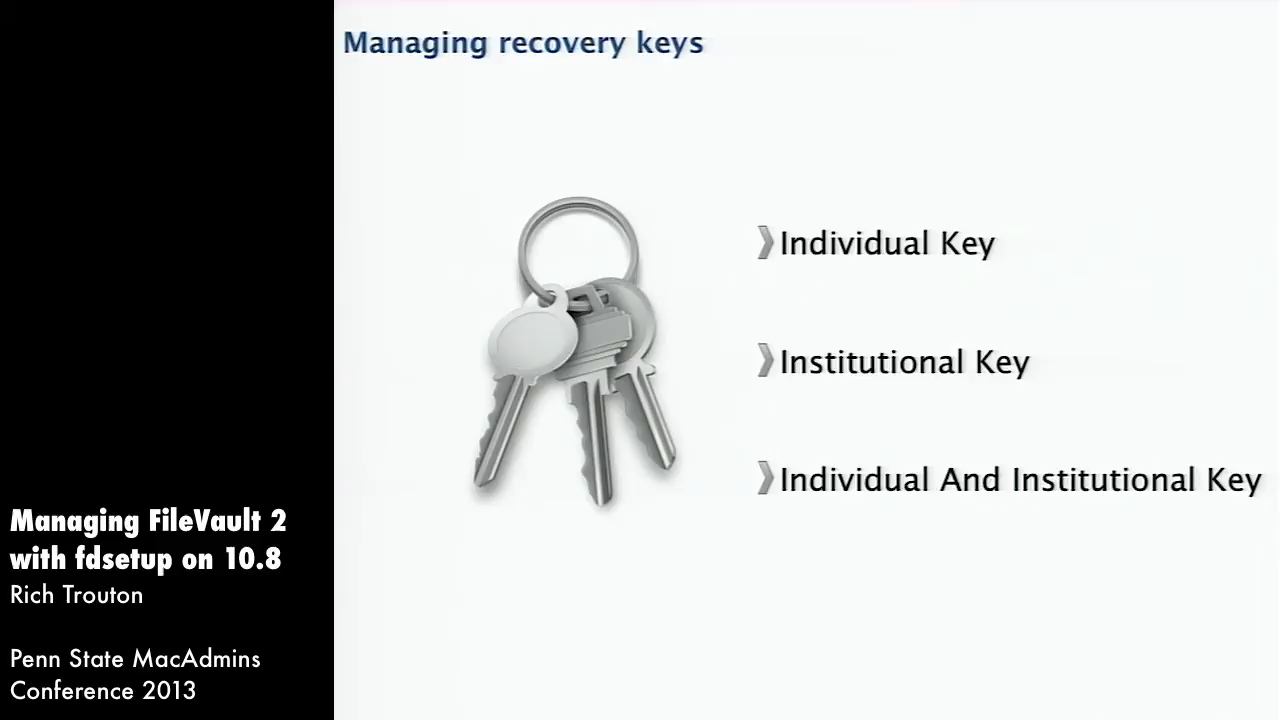 Managing recovery keys
Individual Key
Institutional Key
Individual And Institutional Key
Managing FileVault 2
with fdsetup on 10.8
Rich Trouton
Penn State MacAdmins
Conference 2013